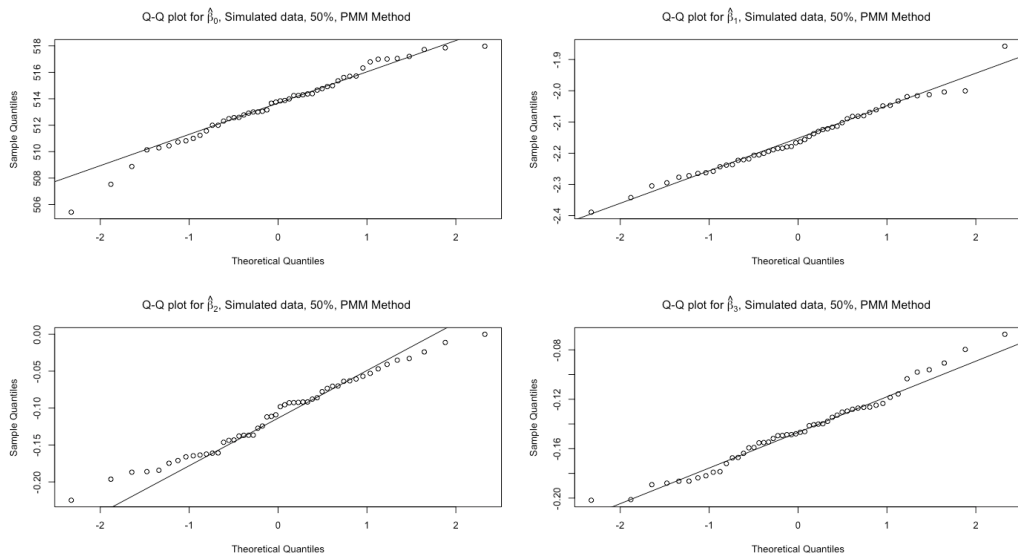 Q-Q plot for β̂₀, Simulated data, 50%, PMM Method
Sample Quantiles
506 508 510 512 514 516 518
-2 -1 0 1 2
Theoretical Quantiles
Q-Q plot for β̂₁, Simulated data, 50%, PMM Method
Sample Quantiles
-2.4 -2.3 -2.2 -2.1 -2.0 -1.9
-2 -1 0 1 2
Theoretical Quantiles
Q-Q plot for β̂₂, Simulated data, 50%, PMM Method
Sample Quantiles
-0.20 -0.15 -0.10 -0.05 0.00
-2 -1 0 1 2
Theoretical Quantiles
Q-Q plot for β̂₃, Simulated data, 50%, PMM Method
Sample Quantiles
-0.20 -0.16 -0.12 -0.08
-2 -1 0 1 2
Theoretical Quantiles